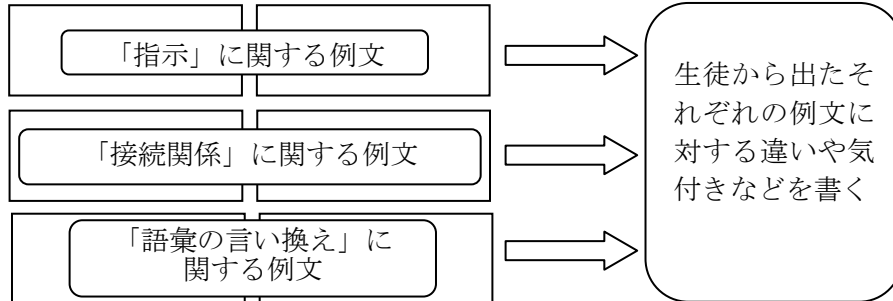 「指示」に関する例文
「接続関係」に関する例文
「語彙の言い換え」に
関する例文
生徒から出たそ
れぞれの例文に
対する違いや気
付きなどを書く